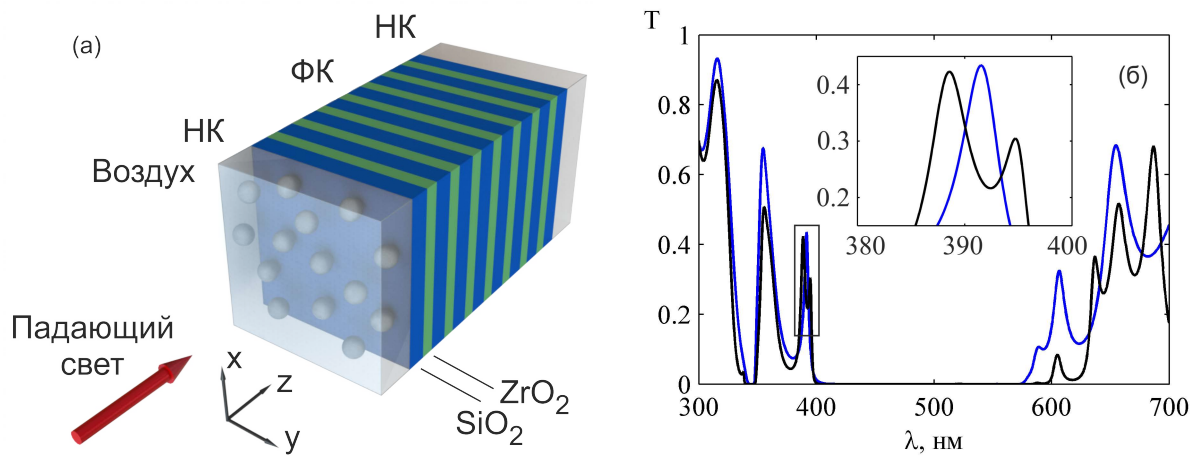 (а)
НК
ФК
НК
Воздух
Падающий
свет
x
z
y
ZrO2
SiO2
T
(б)
1
0.8
0.6
0.4
0.2
0
300
400
500
600
700
λ, нм
0.4
0.3
0.2
380
390
400